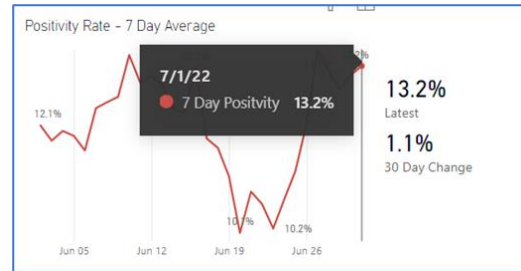 Positivity Rate - 7 Day Average
7/1/22
7 Day Positvity 13.2%
12.1%
10.1%
10.2%
13.2%
Latest
1.1%
30 Day Change
Jun 05
Jun 12
Jun 19
Jun 26